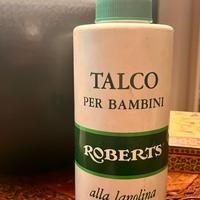 TALCO
PER BAMBINI
ROBERTS
alla lanolina